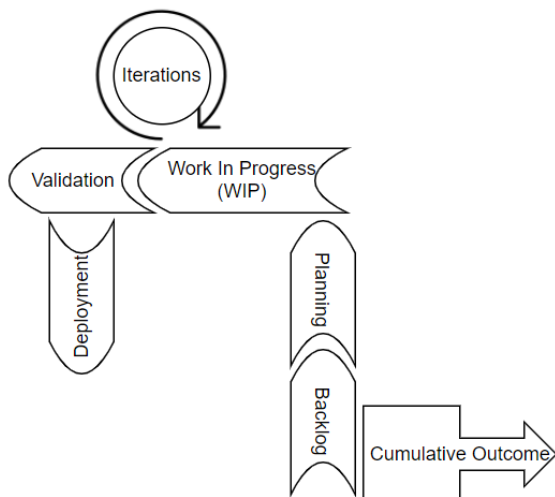 Iterations
Validation
Work In Progress
(WIP)
Deployment
Planning
Backlog
Cumulative Outcome